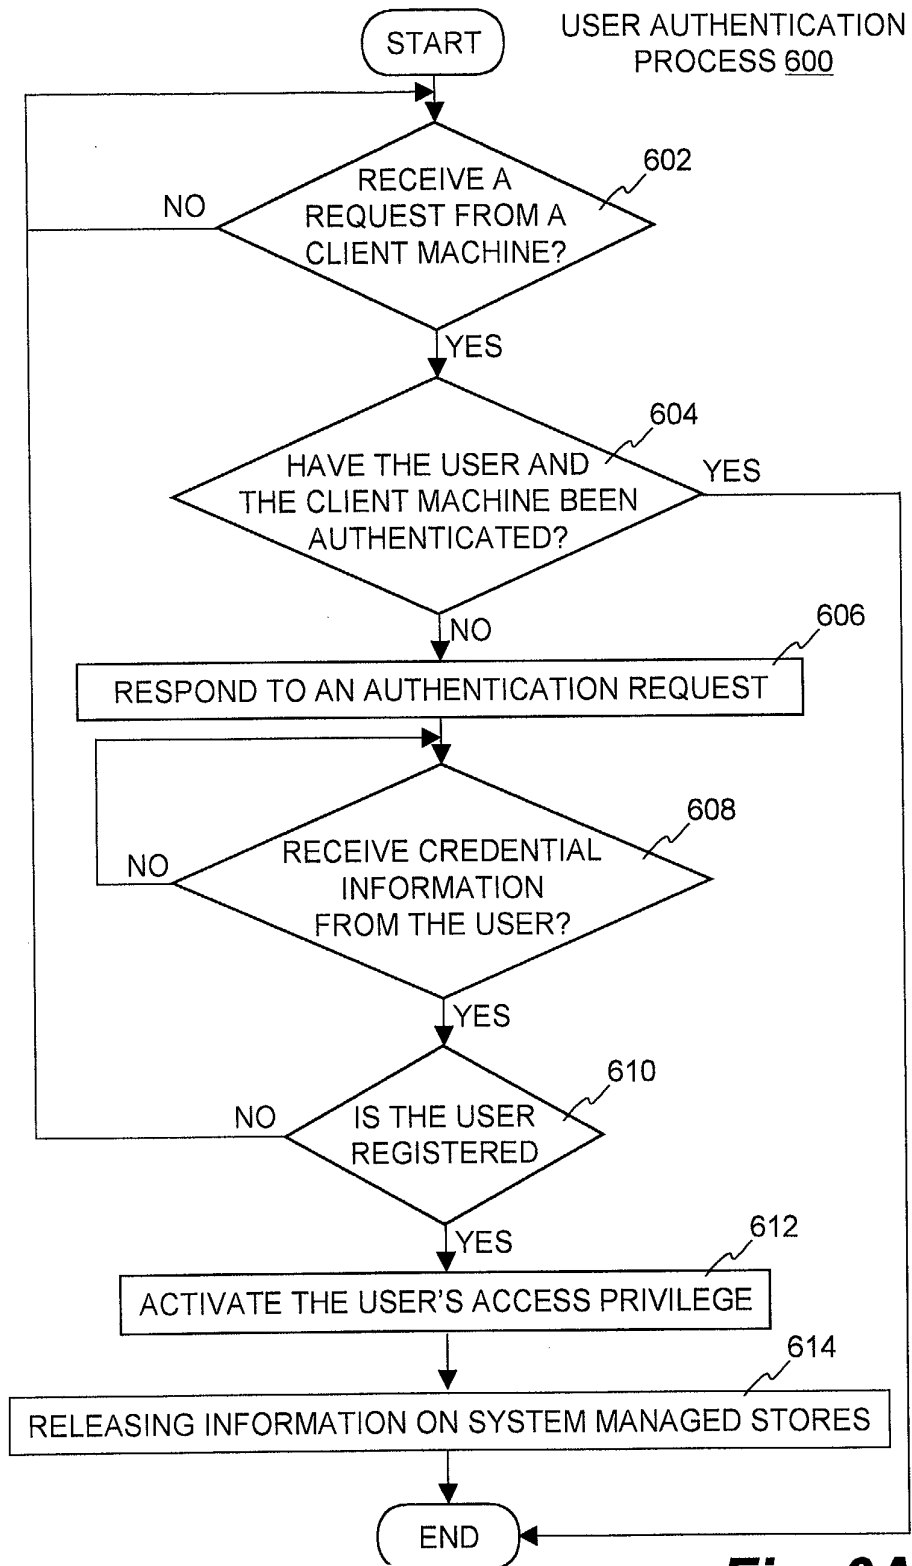 START
USER AUTHENTICATION
PROCESS 600
602
RECEIVE A
REQUEST FROM A
CLIENT MACHINE?
NO
YES
604
HAVE THE USER AND
THE CLIENT MACHINE BEEN
AUTHENTICATED?
YES
NO
606
RESPOND TO AN AUTHENTICATION REQUEST
608
RECEIVE CREDENTIAL
INFORMATION
FROM THE USER?
NO
YES
610
IS THE USER
REGISTERED
NO
YES
612
ACTIVATE THE USER'S ACCESS PRIVILEGE
614
RELEASING INFORMATION ON SYSTEM MANAGED STORES
END